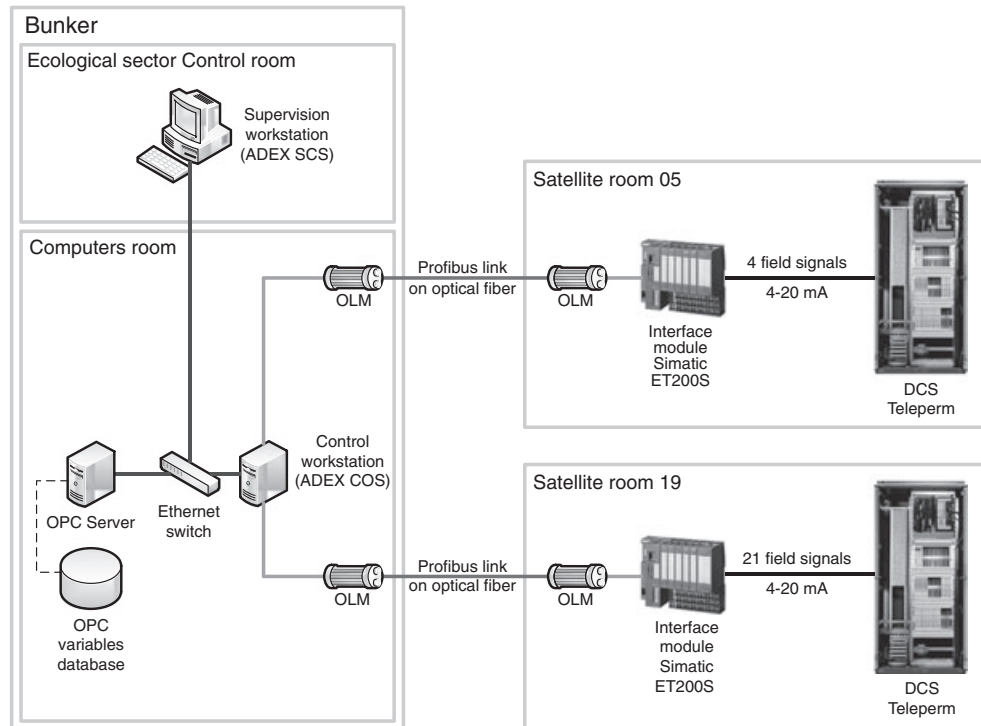 Bunker
Ecological sector Control room
Supervision
workstation
(ADEX SCS)
Computers room
OLM
Profibus link
on optical fiber
OLM
Satellite room 05
Interface
module
Simatic
ET200S
4 field signals
4-20 mA
DCS
Teleperm
Control
workstation
(ADEX COS)
OPC Server
Ethernet
switch
OPC
variables
database
OLM
Profibus link
on optical fiber
OLM
Satellite room 19
Interface
module
Simatic
ET200S
21 field signals
4-20 mA
DCS
Teleperm